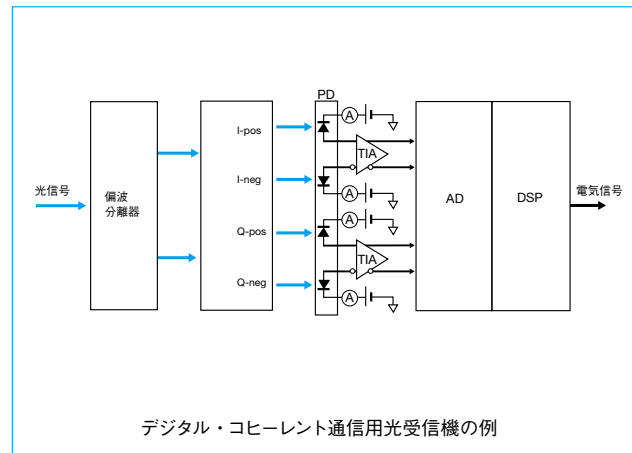 PD
A
I-pos
TIA
I-neg
A
光信号
偏波
分離器
AD
DSP
電気信号
A
Q-pos
TIA
Q-neg
A
デジタル・コヒーレント通信用光受信機の例